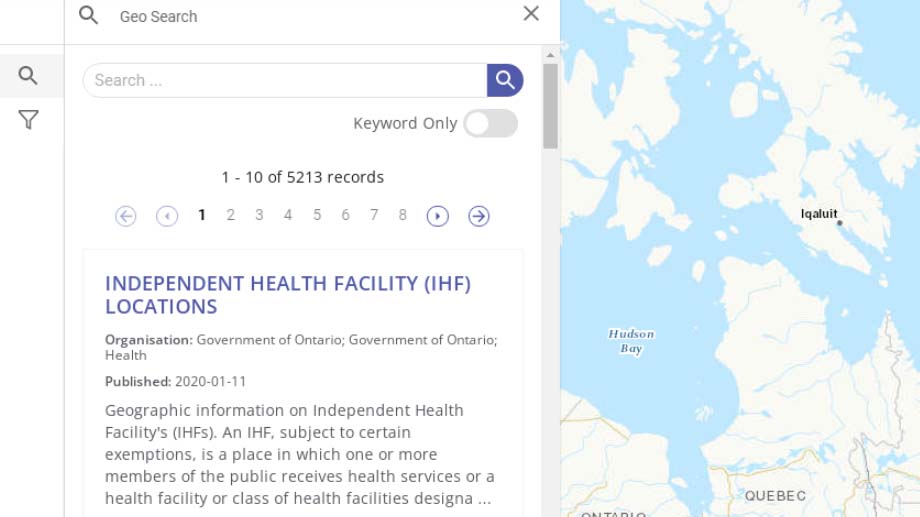 Geo Search
Search ...
Keyword Only
1 - 10 of 5213 records
1 2 3 4 5 6 7 8
INDEPENDENT HEALTH FACILITY (IHF)
LOCATIONS
Organisation: Government of Ontario; Government of Ontario;
Health
Published: 2020-01-11
Geographic information on Independent Health
Facility's (IHFs). An IHF, subject to certain
exemptions, is a place in which one or more
members of the public receives health services or a
health facility or class of health facilities designa ...
Iqaluit
Hudson
Bay
QUEBEC
ONTARIO